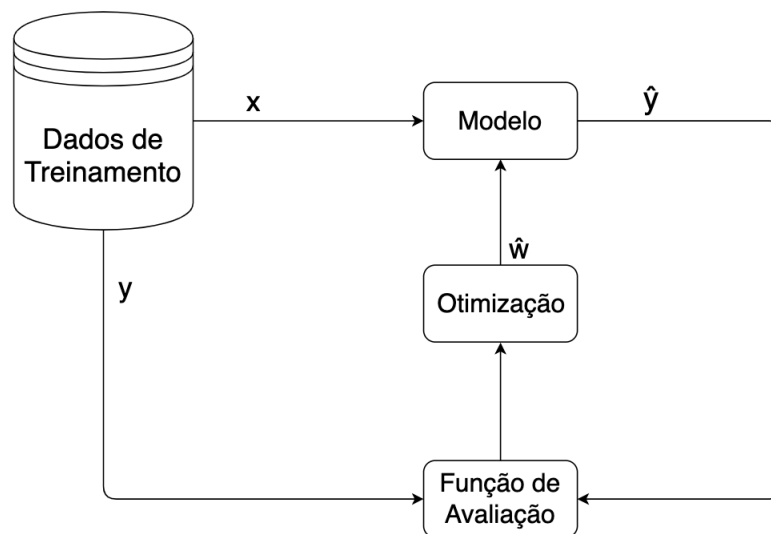 x
ŷ
Modelo
Dados de
Treinamento
ŵ
y
Otimização
Função de
Avaliação